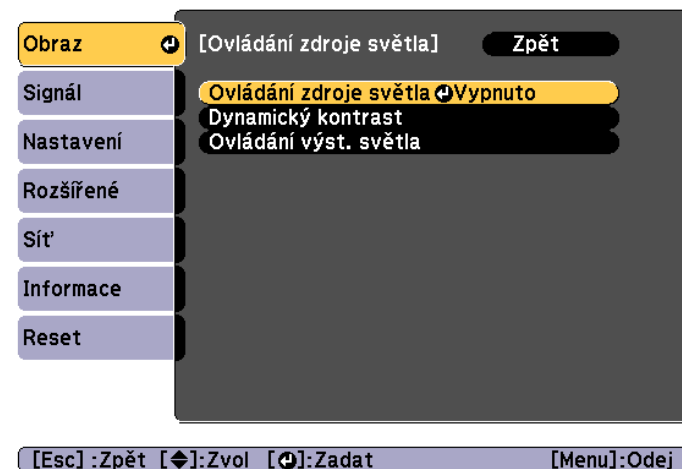 Obraz
[Ovládání zdroje světla] Zpět
Signál
Ovládání zdroje světla Vypnuto
Dynamický kontrast
Nastavení
Ovládání výst. světla
Rozšířené
Síť
Informace
Reset
[Esc] :Zpět [ ]:Zvol [ ]:Zadat [Menu]:Odej